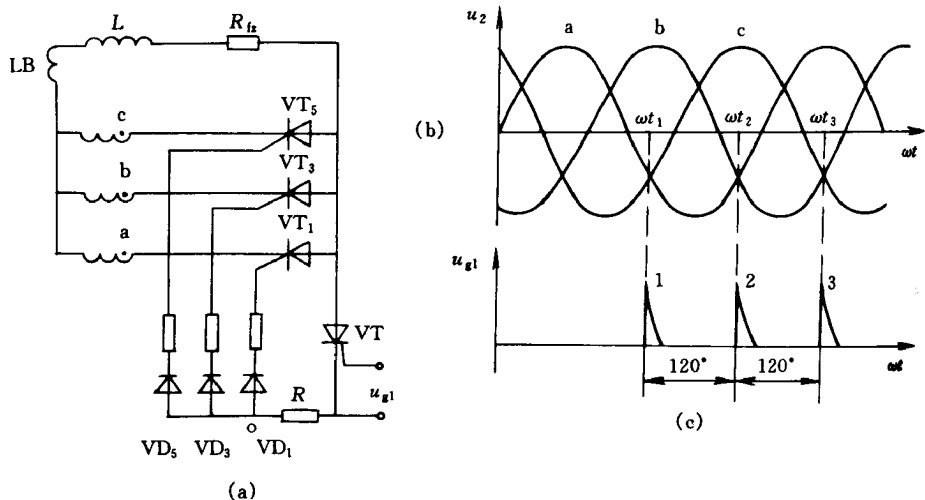 L
R_fz
LB
c
VT₅
b
VT₃
a
VT₁
VT
u_g1
R
VD₅
VD₃
VD₁
(a)
u₂
a
b
c
ωt₁
ωt₂
ωt₃
ωt
(b)
u_g1
1
2
3
120°
120°
ωt
(c)